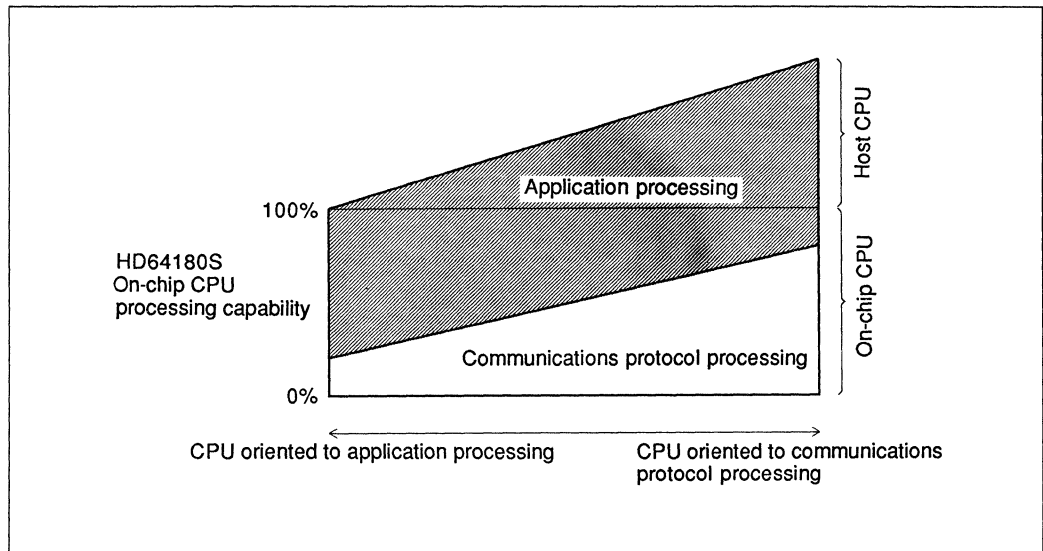 Host CPU
Application processing
100%
HD64180S
On-chip CPU
processing capability
On-chip CPU
Communications protocol processing
0%
CPU oriented to application processing
CPU oriented to communications
protocol processing